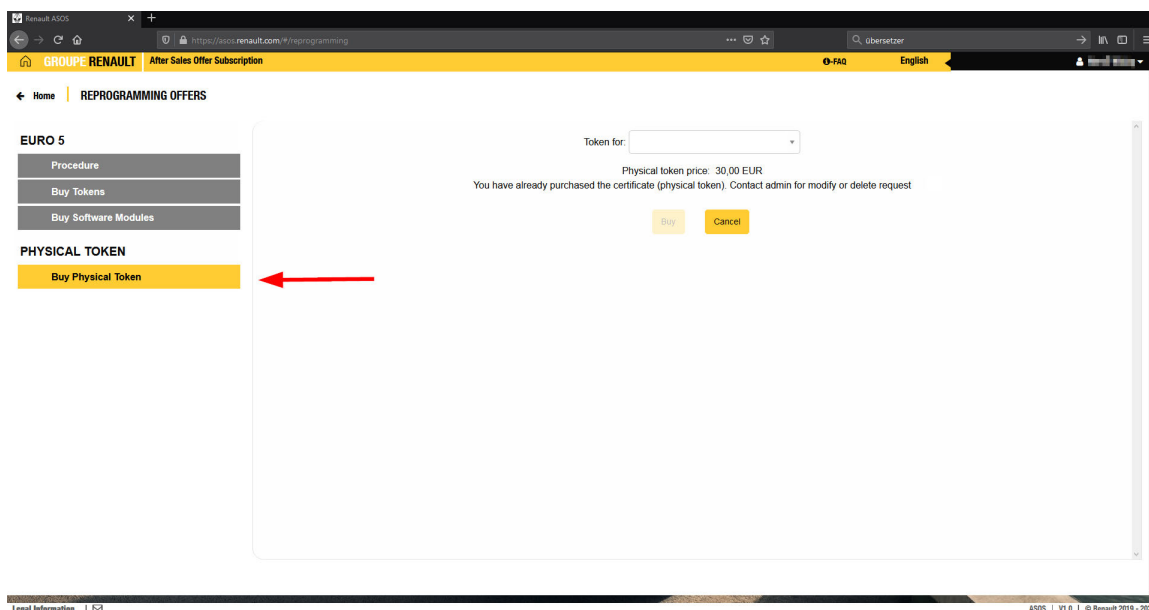 Renault ASOS
https://asos.renault.com/#/reprogramming
übersetzer
GROUPE RENAULT After Sales Offer Subscription
i-FAQ
English
Home REPROGRAMMING OFFERS
EURO 5
Procedure
Buy Tokens
Buy Software Modules
PHYSICAL TOKEN
Buy Physical Token
Token for:
Physical token price: 30,00 EUR
You have already purchased the certificate (physical token). Contact admin for modify or delete request
Buy
Cancel
Legal Information |
ASOS | V1.0 | © Renault 2019 -